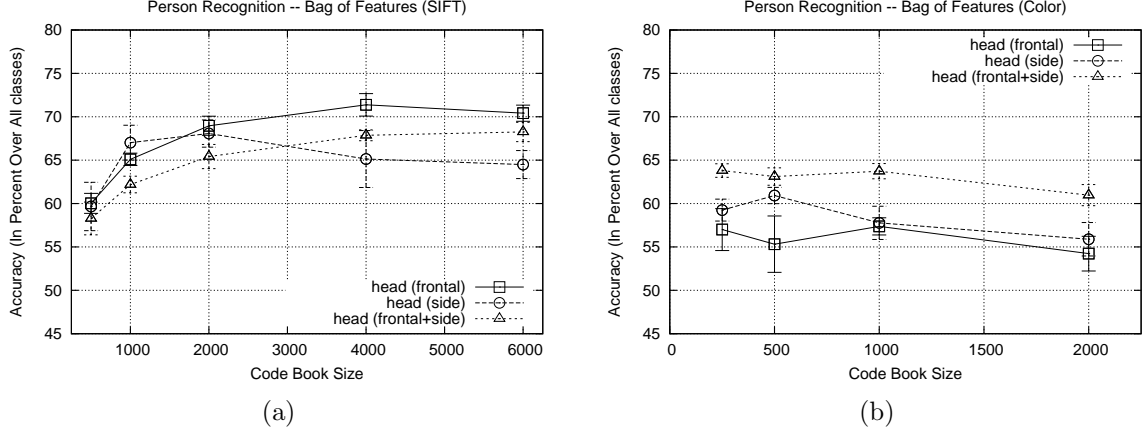 Person Recognition -- Bag of Features (SIFT)
Accuracy (In Percent Over All classes)
80
75
70
65
60
55
50
45
head (frontal)
head (side)
head (frontal+side)
1000 2000 3000 4000 5000 6000
Code Book Size
(a)
Person Recognition -- Bag of Features (Color)
Accuracy (In Percent Over All classes)
80
75
70
65
60
55
50
45
head (frontal)
head (side)
head (frontal+side)
0 500 1000 1500 2000
Code Book Size
(b)